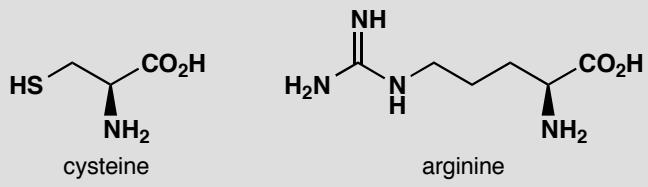 NH
CO₂H
CO₂H
HS
H₂N
N
H
NH₂
NH₂
cysteine
arginine